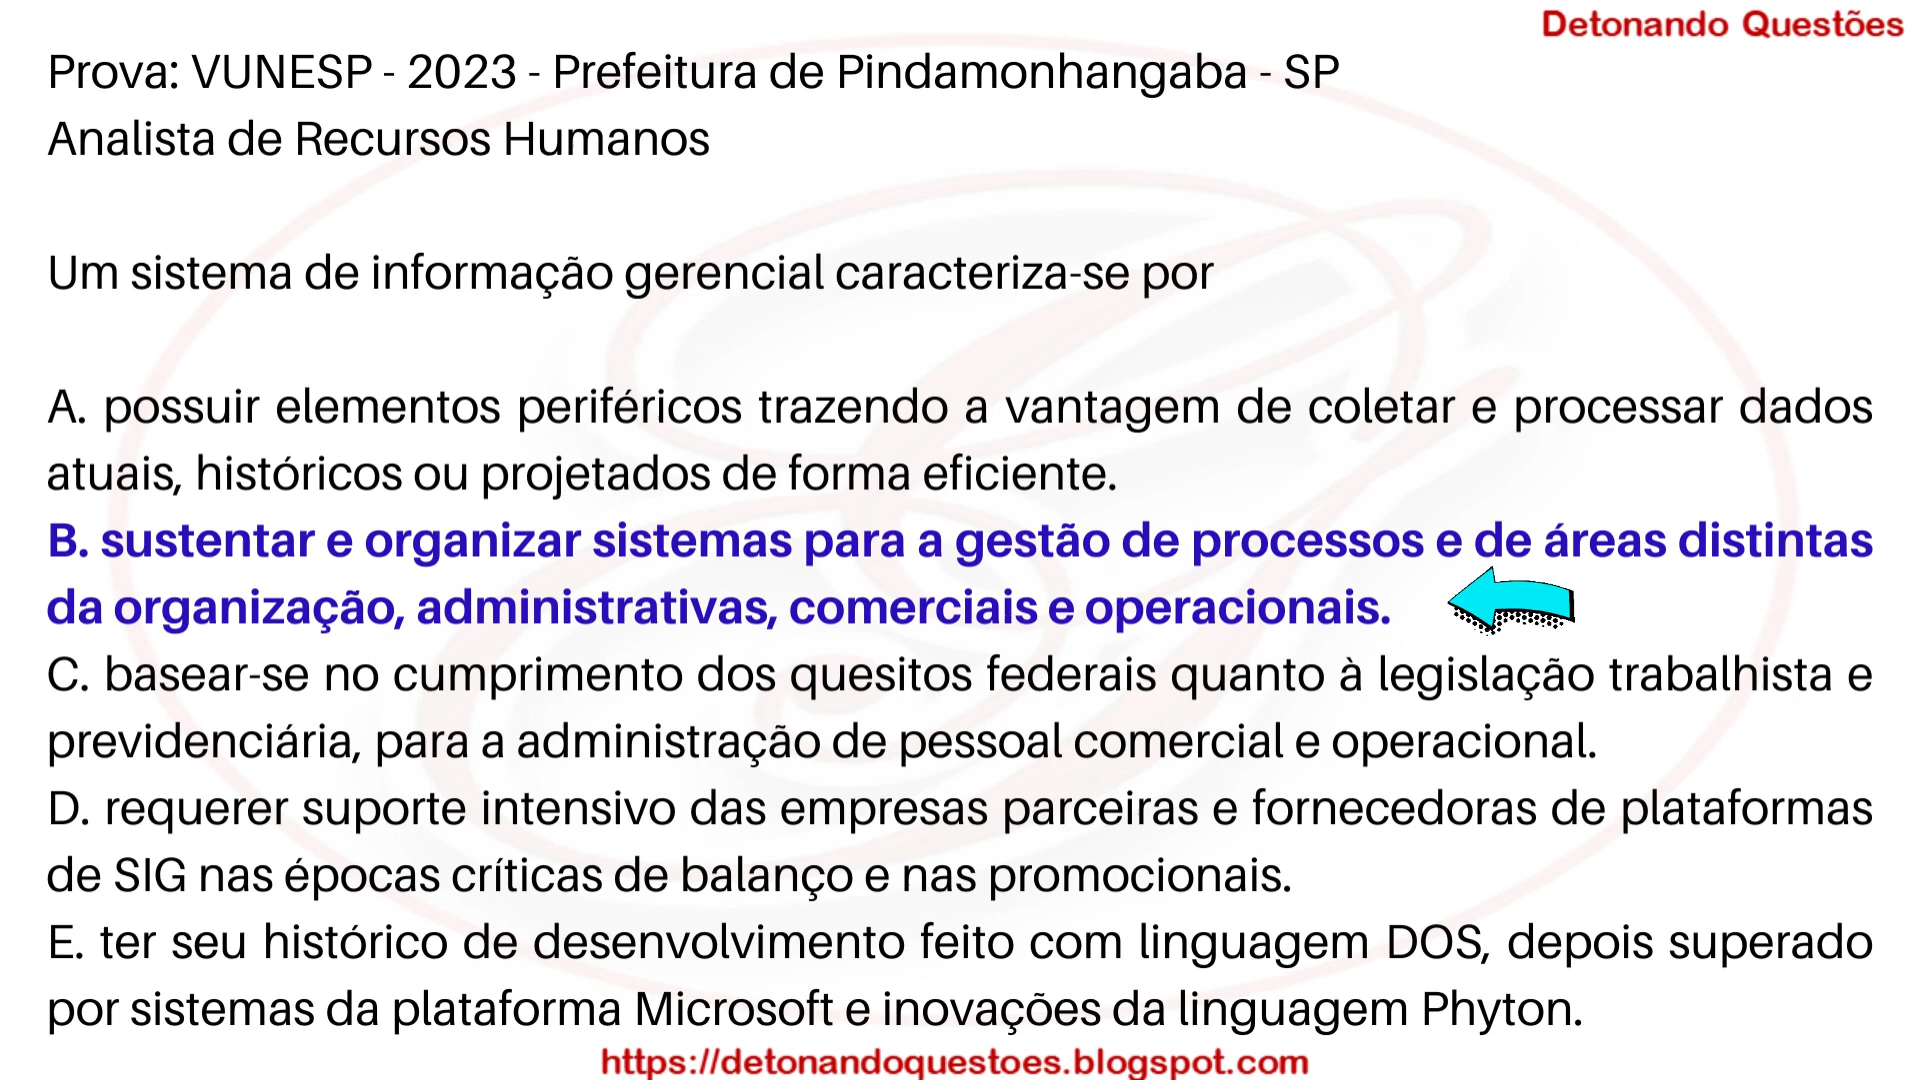 Detonando Questões
Prova: VUNESP - 2023 - Prefeitura de Pindamonhangaba - SP
Analista de Recursos Humanos
Um sistema de informação gerencial caracteriza-se por
A. possuir elementos periféricos trazendo a vantagem de coletar e processar dados
atuais, históricos ou projetados de forma eficiente.
B. sustentar e organizar sistemas para a gestão de processos e de áreas distintas
da organização, administrativas, comerciais e operacionais.
C. basear-se no cumprimento dos quesitos federais quanto à legislação trabalhista e
previdenciária, para a administração de pessoal comercial e operacional.
D. requerer suporte intensivo das empresas parceiras e fornecedoras de plataformas
de SIG nas épocas críticas de balanço e nas promocionais.
E. ter seu histórico de desenvolvimento feito com linguagem DOS, depois superado
por sistemas da plataforma Microsoft e inovações da linguagem Phyton.
https://detonandoquestoes.blogspot.com